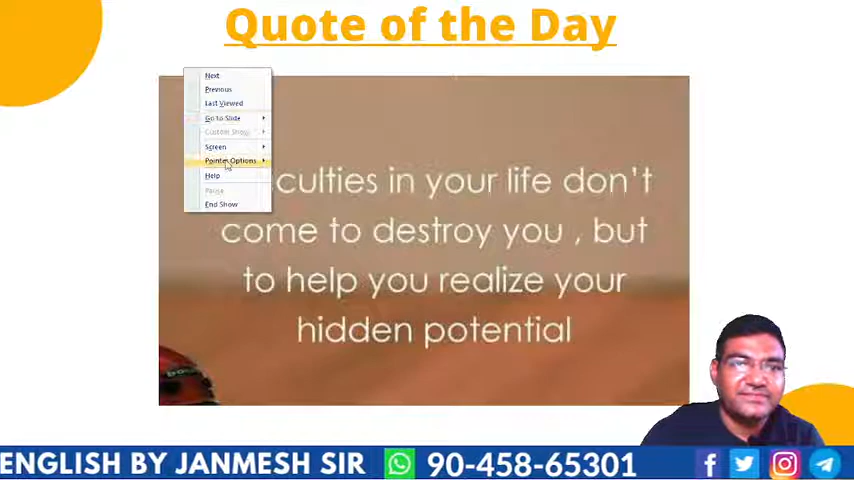 Quote of the Day
Next
Previous
Last Viewed
Go to Slide
Custom Show
Screen
Pointer Options
Help
Pause
End Show
culties in your life don't
come to destroy you , but
to help you realize your
hidden potential
ENGLISH BY JANMESH SIR 90-458-65301